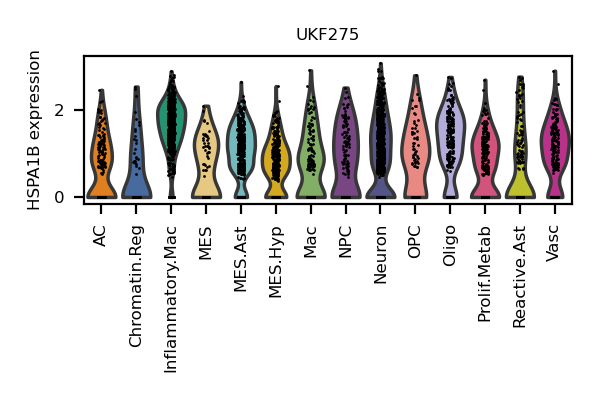 UKF275
HSPA1B expression
2
0
AC
Chromatin.Reg
Inflammatory.Mac
MES
MES.Ast
MES.Hyp
Mac
NPC
Neuron
OPC
Oligo
Prolif.Metab
Reactive.Ast
Vasc